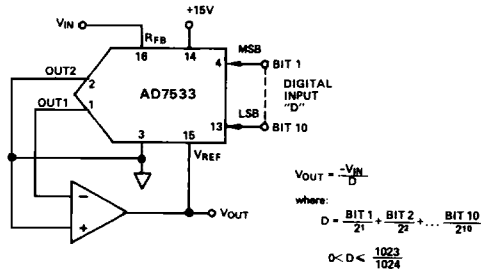 +15V
VIN
RFB
16 14
MSB
OUT2
4 BIT 1
2
AD7533
DIGITAL
INPUT
"D"
OUT1
1
LSB
3 15 13 BIT 10
VREF
−
+
VOUT
VOUT = -VIN / D
where:
D = BIT 1 / 2^1 + BIT 2 / 2^2 + ... BIT 10 / 2^10
0 < D ≤ 1023 / 1024